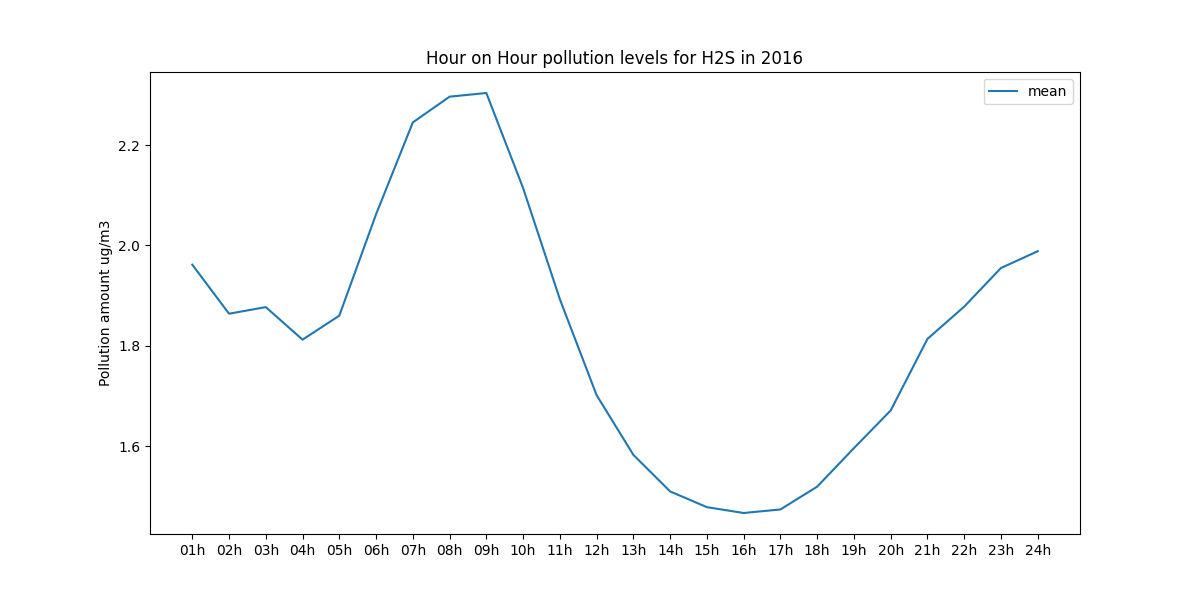 Hour on Hour pollution levels for H2S in 2016
mean
Pollution amount ug/m3
2.2
2.0
1.8
1.6
01h 02h 03h 04h 05h 06h 07h 08h 09h 10h 11h 12h 13h 14h 15h 16h 17h 18h 19h 20h 21h 22h 23h 24h